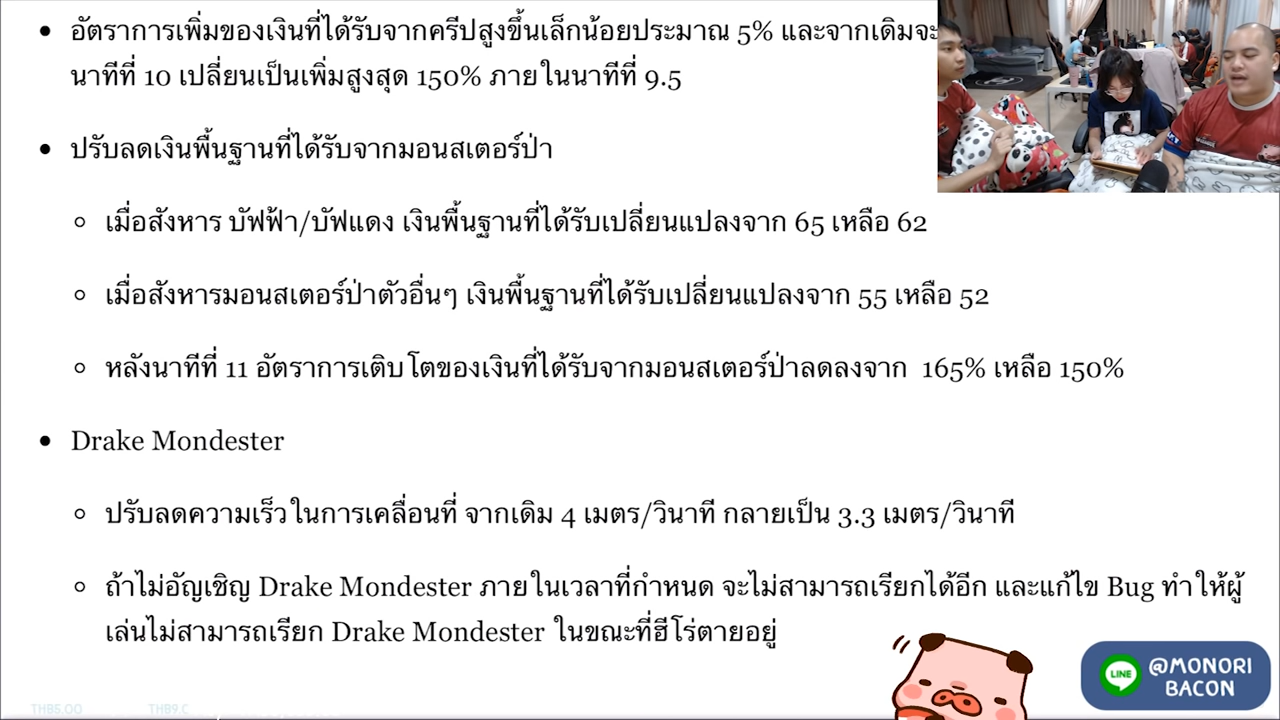 อัตราการเพิ่มของเงินที่ได้รับจากครีปสูงขึ้นเล็กน้อยประมาณ 5% และจากเดิมจะ
นาทีที่ 10 เปลี่ยนเป็นเพิ่มสูงสุด 150% ภายในนาทีที่ 9.5
ปรับลดเงินพื้นฐานที่ได้รับจากมอนสเตอร์ป่า
เมื่อสังหาร บัฟฟ้า/บัฟแดง เงินพื้นฐานที่ได้รับเปลี่ยนแปลงจาก 65 เหลือ 62
เมื่อสังหารมอนสเตอร์ป่าตัวอื่นๆ เงินพื้นฐานที่ได้รับเปลี่ยนแปลงจาก 55 เหลือ 52
หลังนาทีที่ 11 อัตราการเติบโตของเงินที่ได้รับจากมอนสเตอร์ป่าลดลงจาก 165% เหลือ 150%
Drake Mondester
ปรับลดความเร็วในการเคลื่อนที่ จากเดิม 4 เมตร/วินาที กลายเป็น 3.3 เมตร/วินาที
ถ้าไม่อัญเชิญ Drake Mondester ภายในเวลาที่กำหนด จะไม่สามารถเรียกได้อีก และแก้ไข Bug ทำให้ผู้
เล่นไม่สามารถเรียก Drake Mondester ในขณะที่ฮีโร่ตายอยู่
LINE @MONORI
BACON